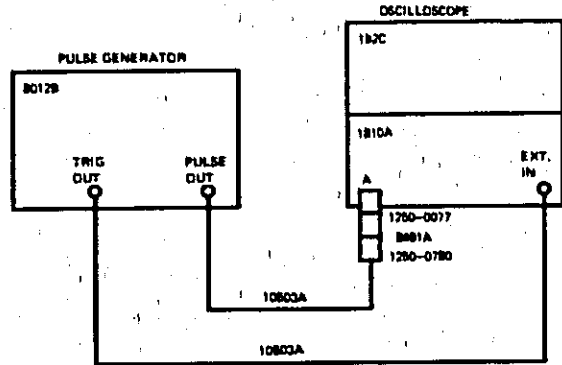 OSCILLOSCOPE
182C
PULSE GENERATOR
8012B
1810A
TRIG
OUT
PULSE
OUT
EXT.
IN
A
1250-0077
8491A
1250-0780
10503A
10503A